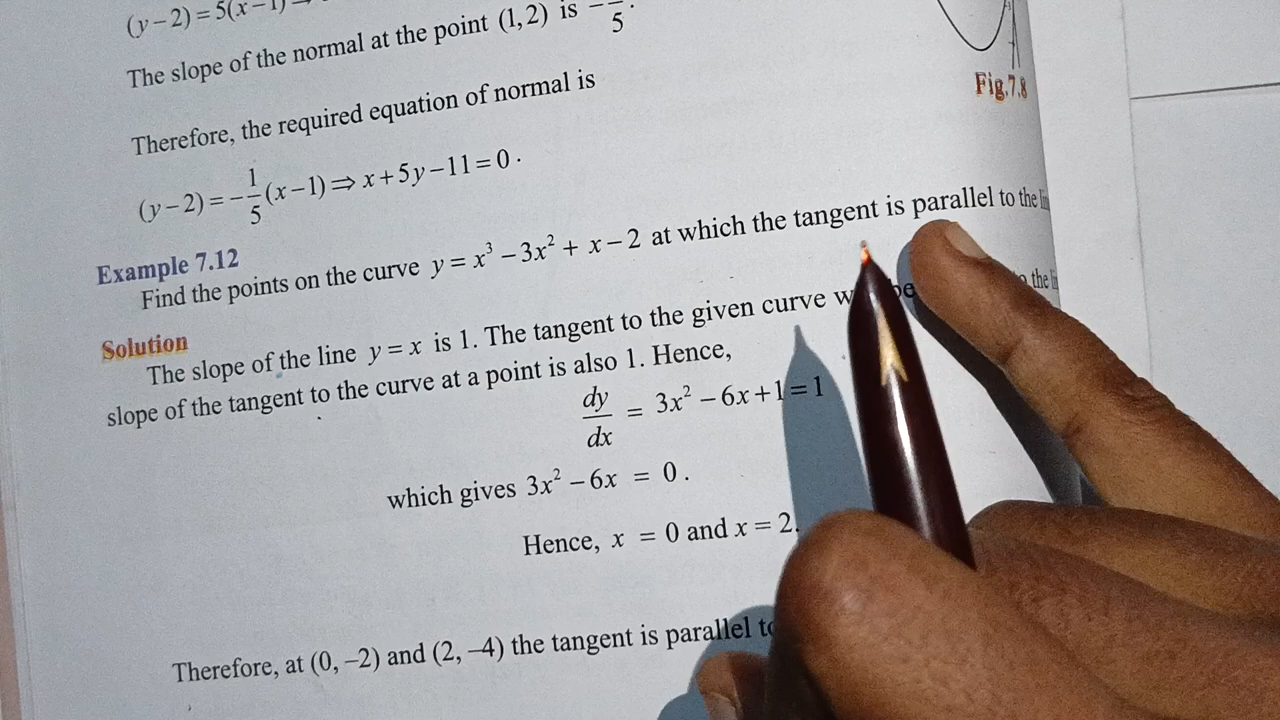 (y−2) = 5(x−1)
The slope of the normal at the point (1, 2) is − /5 .
Fig.7.8
Therefore, the required equation of normal is
(y−2) = −1/5 (x−1) ⇒ x+5y−11 = 0 .
Example 7.12
Find the points on the curve y = x³ − 3x² + x − 2 at which the tangent is parallel to the
Solution
The slope of the line y = x is 1. The tangent to the given curve be the
slope of the tangent to the curve at a point is also 1. Hence,
dy/dx = 3x² − 6x + 1 = 1
which gives 3x² − 6x = 0 .
Hence, x = 0 and x = 2.
Therefore, at (0, −2) and (2, −4) the tangent is parallel